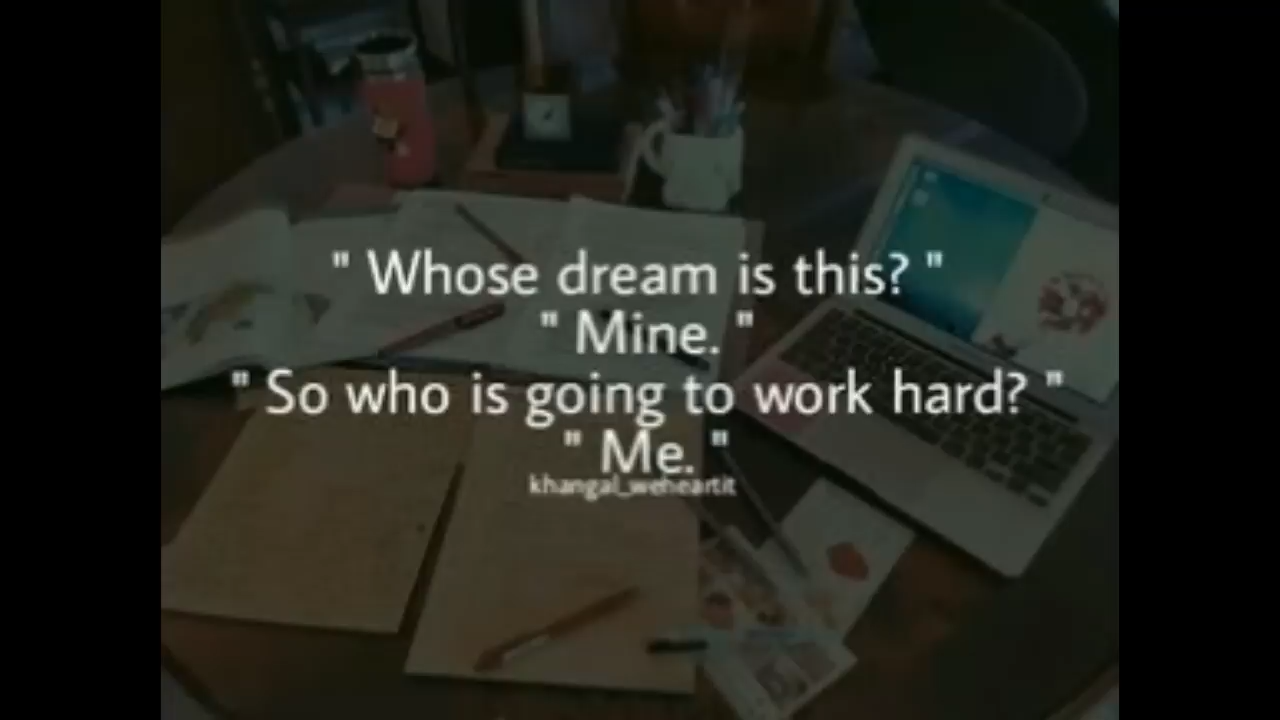 " Whose dream is this? "
" Mine. "
" So who is going to work hard? "
" Me. "
khangal_weheartit